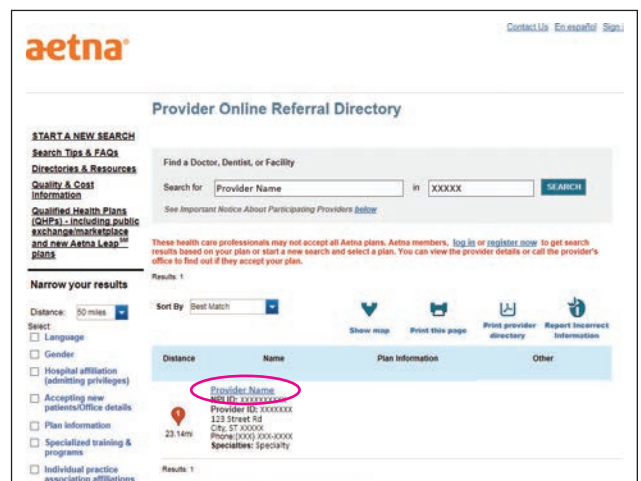 Contact Us En español Sign i
aetna
Provider Online Referral Directory
START A NEW SEARCH
Search Tips & FAQs
Directories & Resources
Quality & Cost
Information
Qualified Health Plans
(QHPs) - including public
exchange/marketplace
and new Aetna Leap℠
plans
Find a Doctor, Dentist, or Facility
Search for Provider Name in XXXXX SEARCH
See Important Notice About Participating Providers below
These health care professionals may not accept all Aetna plans. Aetna members, log in or register now to get search
results based on your plan or start a new search and select a plan. You can view the provider details or call the provider's
office to find out if they accept your plan.
Results: 1
Narrow your results
Distance: 50 miles
Select:
Language
Gender
Hospital affiliation
(admitting privileges)
Accepting new
patients/Office details
Plan information
Specialized training &
programs
Individual practice
association affiliations
Sort By Best Match
Show map
Print this page
Print provider
directory
Report Incorrect
Information
Distance Name Plan Information Other
1
23.14mi
Provider Name
NPI ID: XXXXXXXXXX
Provider ID: XXXXXXX
123 Street Rd
City, ST XXXXX
Phone:(XXX) XXX-XXXX
Specialties: Specialty
Results: 1